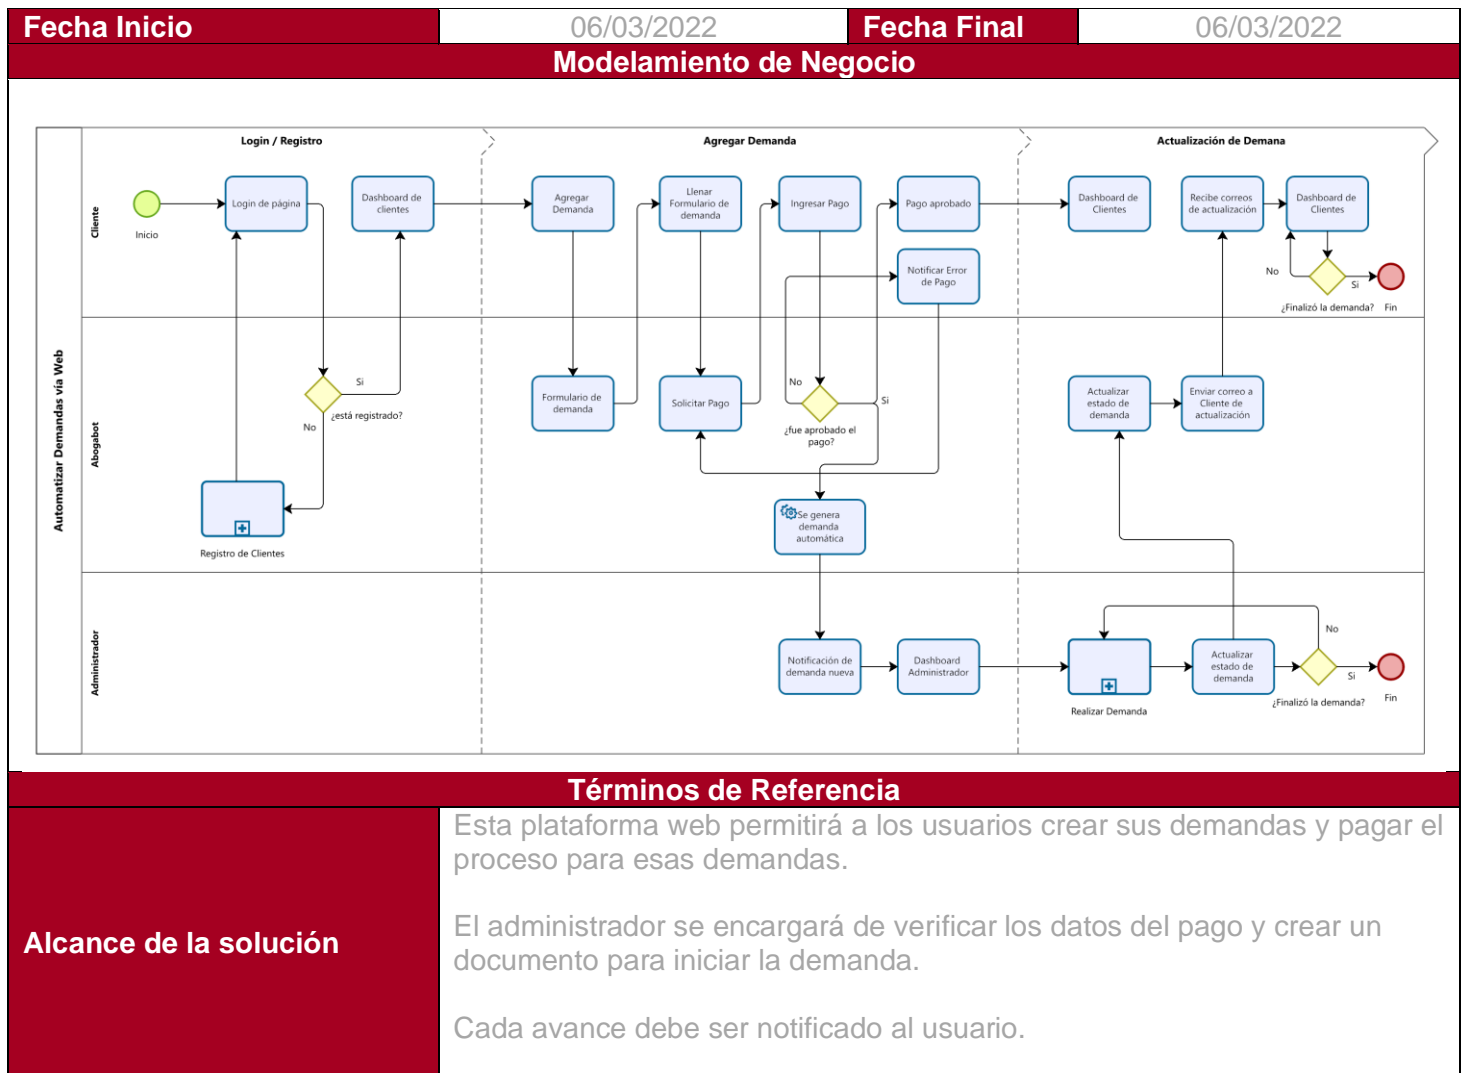 Fecha Inicio 06/03/2022 Fecha Final 06/03/2022
Modelamiento de Negocio
Automatizar Demandas vía Web
Login / Registro
Agregar Demanda
Actualización de Demana
Cliente
Inicio
Login de página
Dashboard de
clientes
Agregar
Demanda
Llenar
Formulario de
demanda
Ingresar Pago
Pago aprobado
Notificar Error
de Pago
Dashboard de
Clientes
Recibe correos
de actualización
Dashboard de
Clientes
No
Si
¿Finalizó la demanda?
Fin
Abogabot
Si
¿está registrado?
No
Registro de Clientes
Formulario de
demanda
Solicitar Pago
No
Si
¿fue aprobado el
pago?
Se genera
demanda
automática
Actualizar
estado de
demanda
Enviar correo a
Cliente de
actualización
Administrador
Notificación de
demanda nueva
Dashboard
Administrador
Realizar Demanda
Actualizar
estado de
demanda
No
Si
¿Finalizó la demanda?
Fin
Términos de Referencia
Alcance de la solución
Esta plataforma web permitirá a los usuarios crear sus demandas y pagar el
proceso para esas demandas.
El administrador se encargará de verificar los datos del pago y crear un
documento para iniciar la demanda.
Cada avance debe ser notificado al usuario.